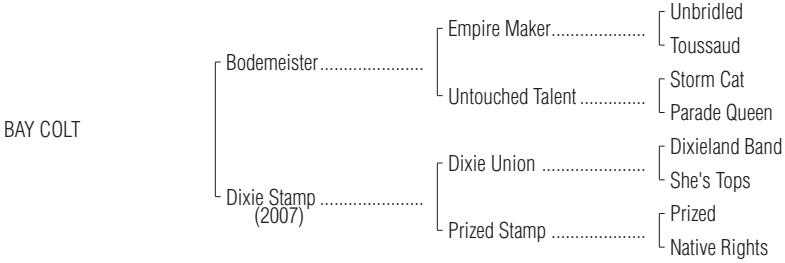 Unbridled
Empire Maker....................
Toussaud
Bodemeister......................
Storm Cat
Untouched Talent ..............
Parade Queen
BAY COLT
Dixieland Band
Dixie Union ......................
She's Tops
Dixie Stamp ......................
(2007)
Prized
Prized Stamp ....................
Native Rights